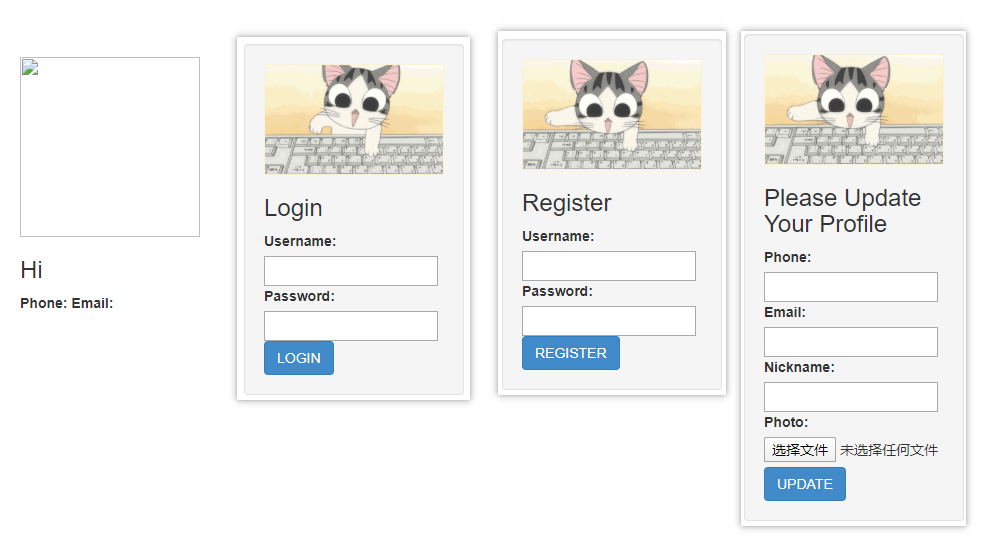 Hi
Phone: Email:
Login
Username:
Password:
LOGIN
Register
Username:
Password:
REGISTER
Please Update
Your Profile
Phone:
Email:
Nickname:
Photo:
选择文件 未选择任何文件
UPDATE